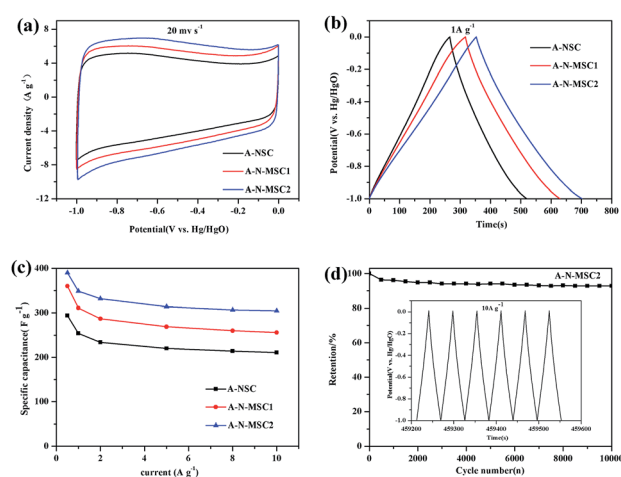 (a)
20 mv s⁻¹
Current density (A g⁻¹)
12
8
4
0
-4
-8
-12
A-NSC
A-N-MSC1
A-N-MSC2
-1.0
-0.8
-0.6
-0.4
-0.2
0.0
Potential(V vs. Hg/HgO)
(b)
1A g⁻¹
Potential(V vs. Hg/HgO)
0.0
-0.2
-0.4
-0.6
-0.8
-1.0
A-NSC
A-N-MSC1
A-N-MSC2
0
100
200
300
400
500
600
700
800
Time(s)
(c)
Specific capacitance( F g⁻¹)
400
300
200
100
0
A-NSC
A-N-MSC1
A-N-MSC2
0
2
4
6
8
10
current (A g⁻¹)
(d)
A-N-MSC2
Retention/%
100
80
60
40
20
0
10A g⁻¹
Potential(V vs. Hg/HgO)
0.0
-0.2
-0.4
-0.6
-0.8
-1.0
459200
459300
459400
459500
459600
Time(s)
0
2000
4000
6000
8000
10000
Cycle number(n)